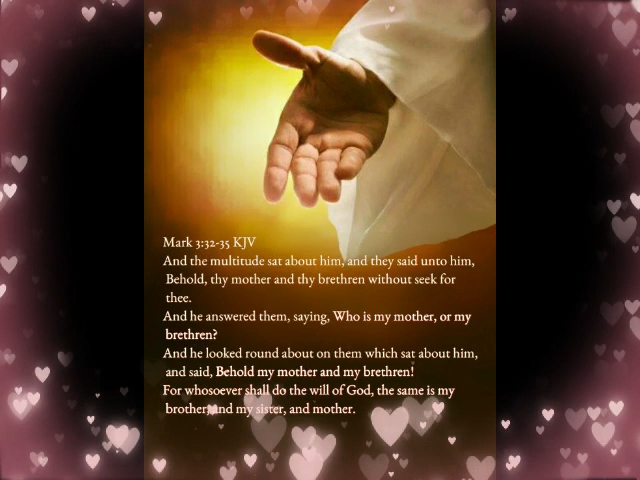 Mark 3:32-35 KJV
And the multitude sat about him, and they said unto him,
Behold, thy mother and thy brethren without seek for
thee.
And he answered them, saying, Who is my mother, or my
brethren?
And he looked round about on them which sat about him,
and said, Behold my mother and my brethren!
For whosoever shall do the will of God, the same is my
brother, and my sister, and mother.